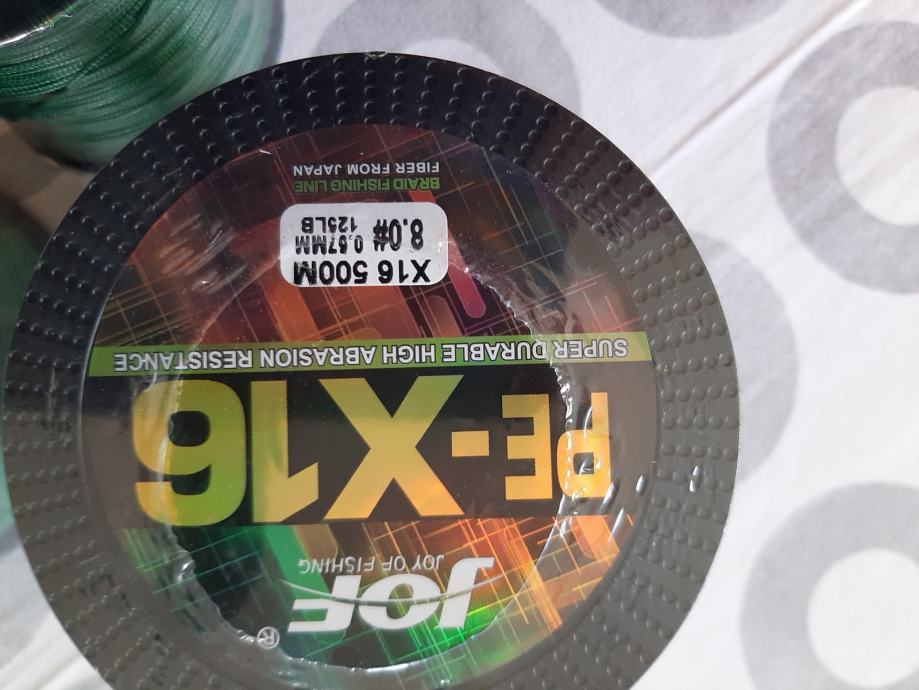 JOF®
JOY OF FISHING
PE-X16
SUPER DURABLE HIGH ABRASION RESISTANCE
X16 500M
8.0# 0.57MM
125LB
BRAID FISHING LINE
FIBER FROM JAPAN